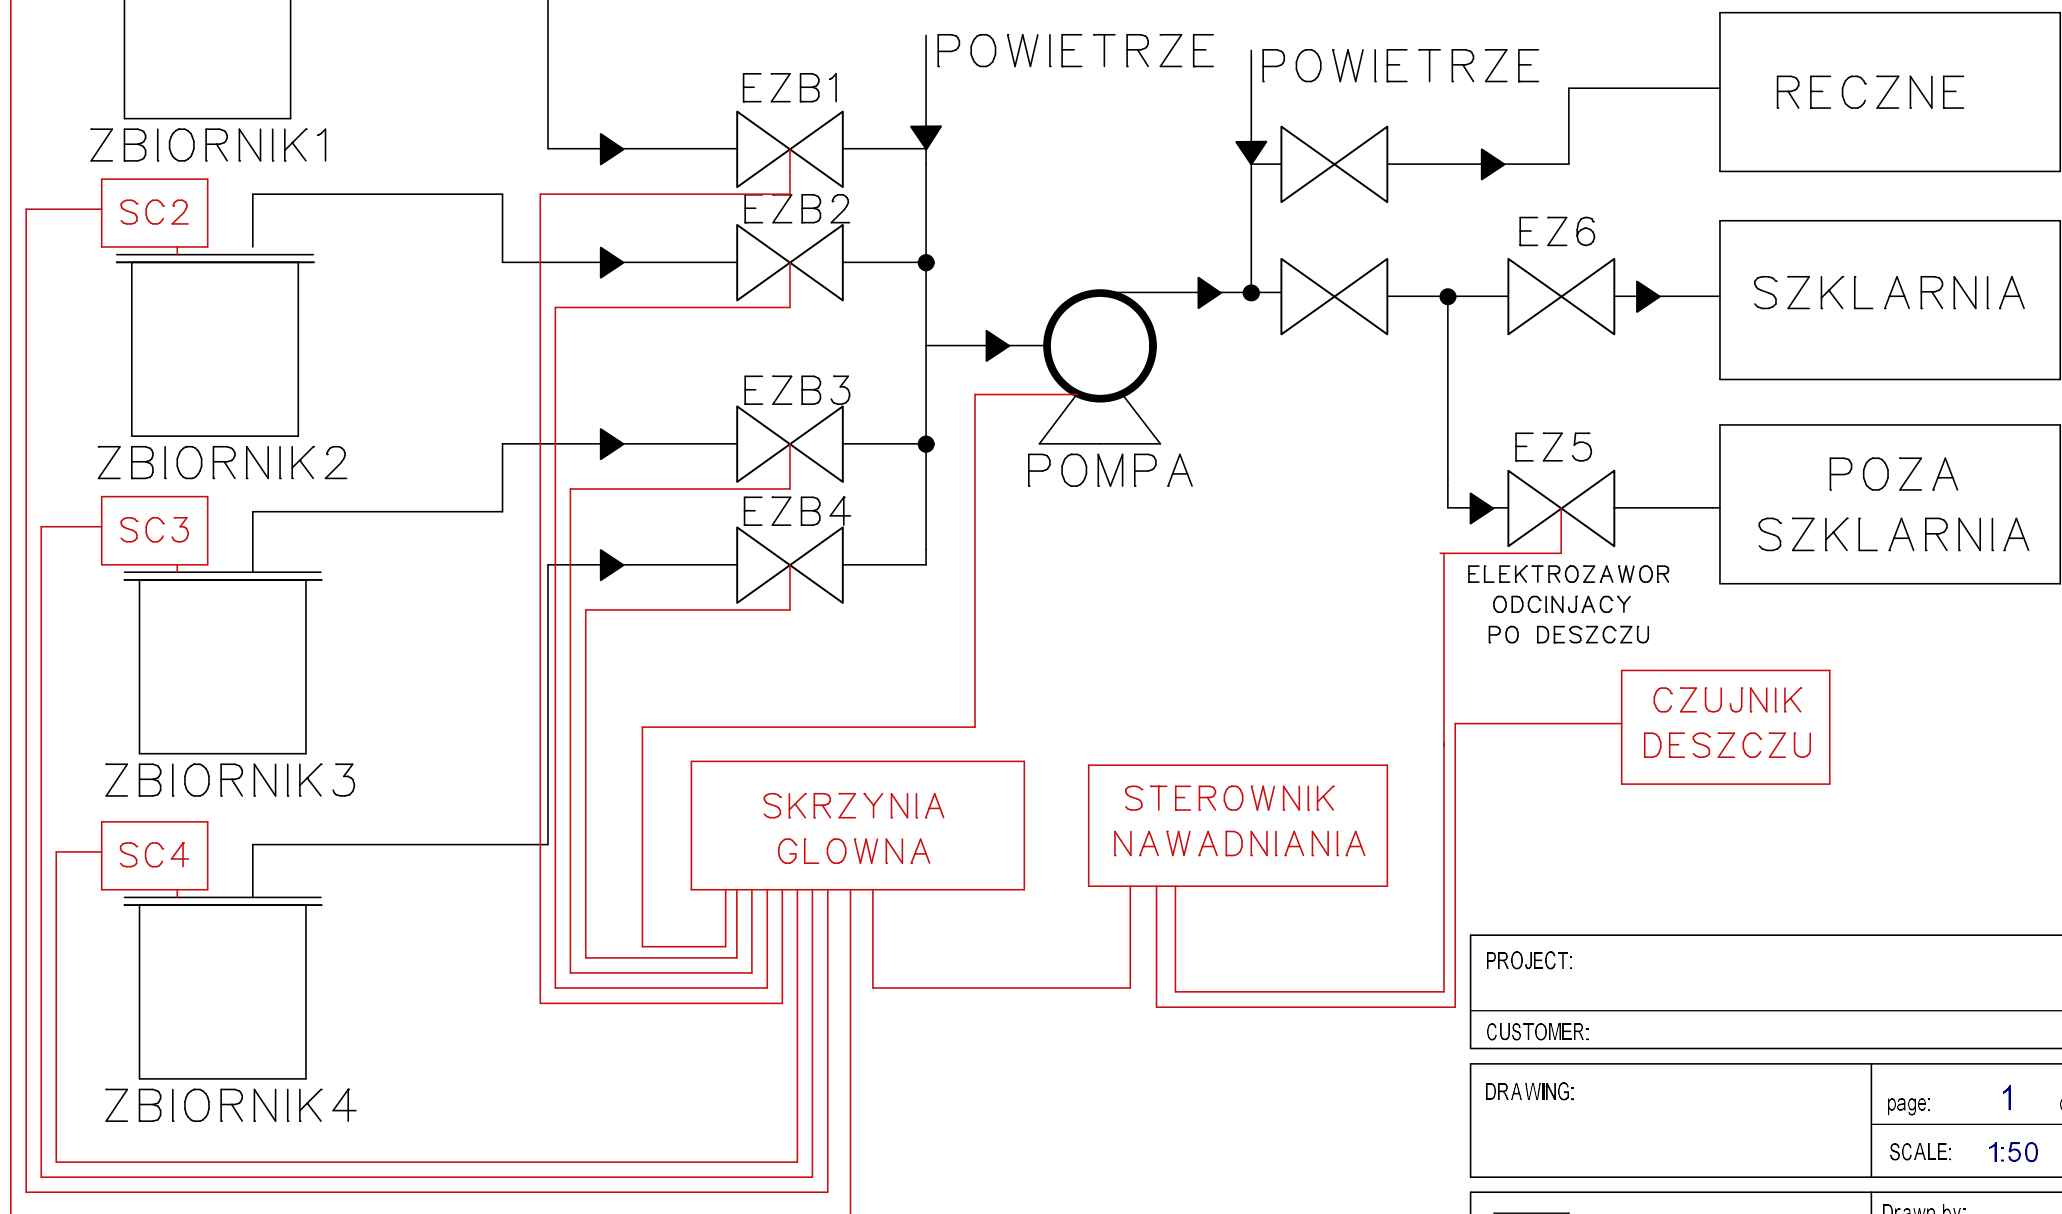 POWIETRZE
POWIETRZE
RECZNE
EZB1
ZBIORNIK1
SC2
EZB2
EZ6
SZKLARNIA
EZB3
ZBIORNIK2
POMPA
EZ5
POZA
SZKLARNIA
SC3
EZB4
ELEKTROZAWOR
ODCINJACY
PO DESZCZU
CZUJNIK
DESZCZU
ZBIORNIK3
SKRZYNIA
GLOWNA
STEROWNIK
NAWADNIANIA
SC4
ZBIORNIK4
PROJECT:
CUSTOMER:
DRAWING:
page: 1
SCALE: 1:50
Drawn by: